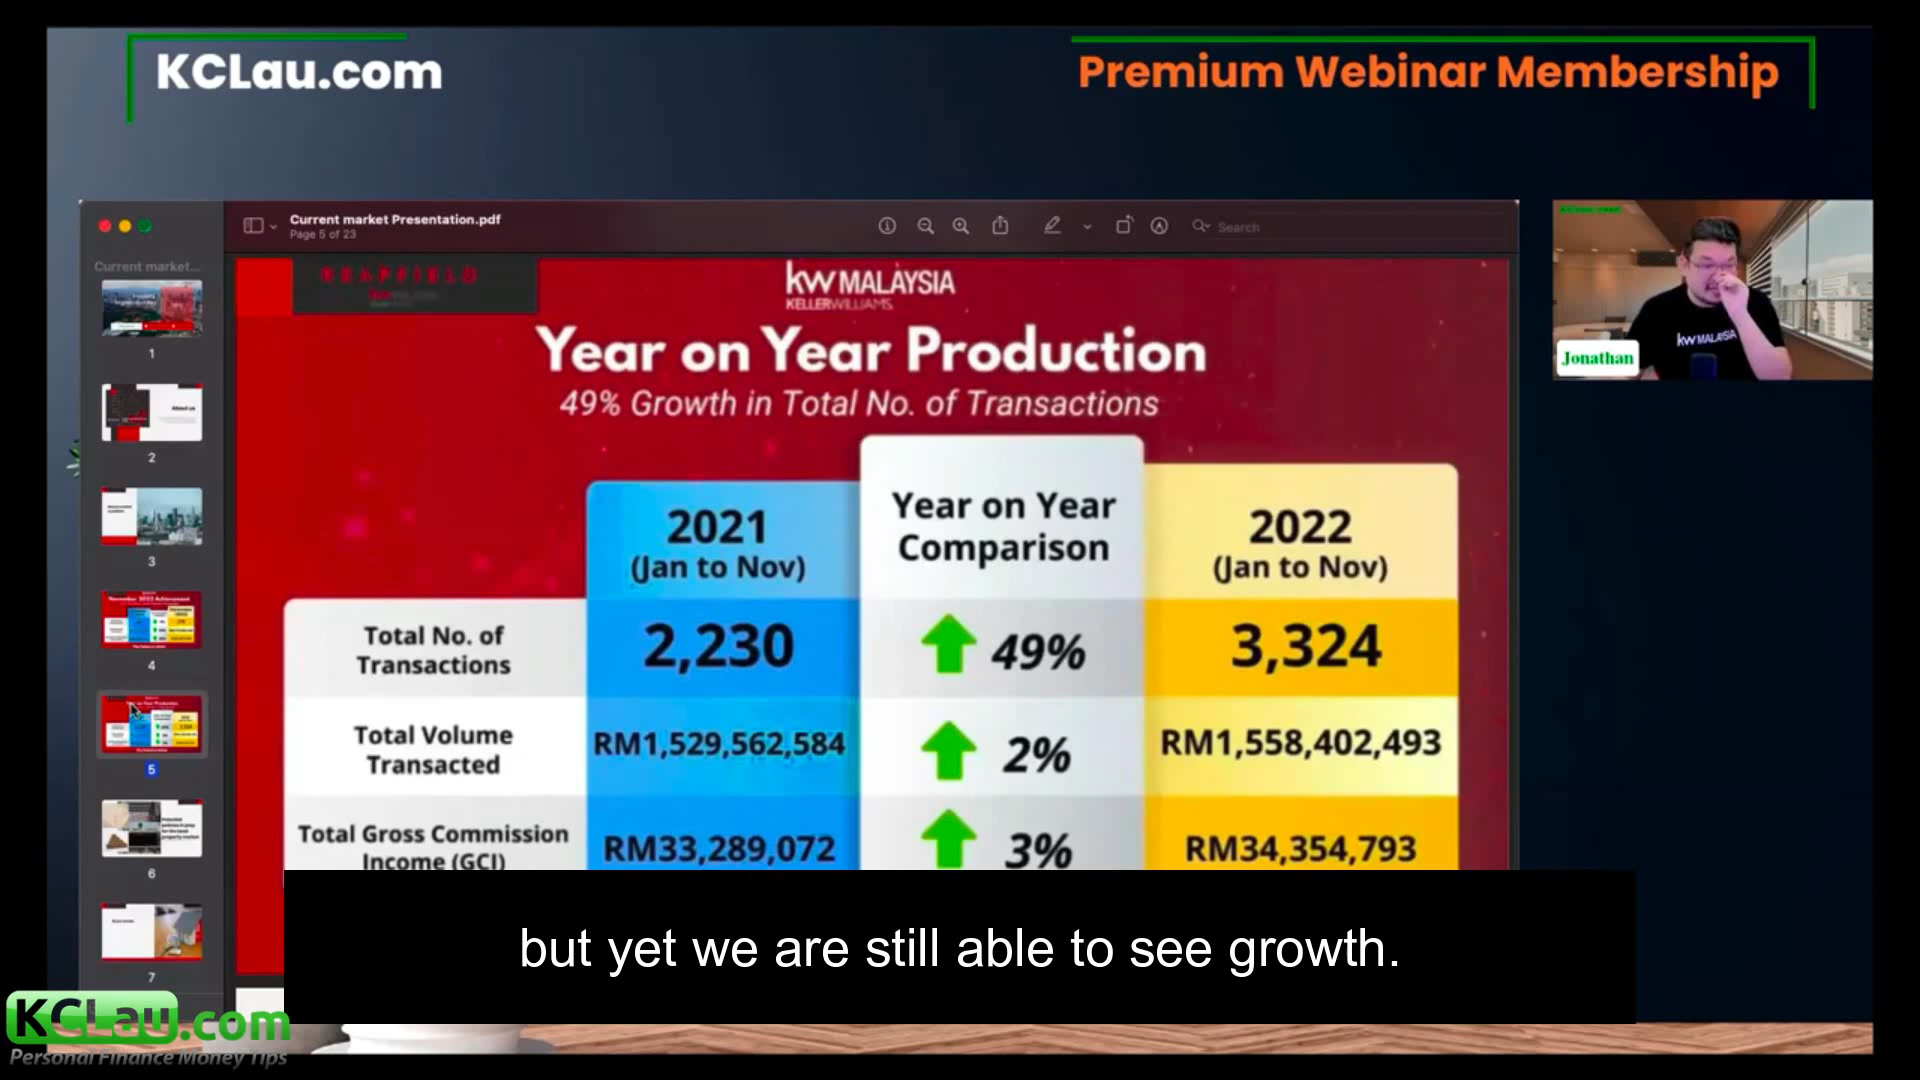 KCLau.com
Premium Webinar Membership
Current market Presentation.pdf
Page 5 of 23
Search
Current market...
1
2
3
4
5
6
7
kw MALAYSIA
KELLERWILLIAMS.
Year on Year Production
49% Growth in Total No. of Transactions
2021
(Jan to Nov)
Year on Year
Comparison
2022
(Jan to Nov)
Total No. of
Transactions
2,230
49%
3,324
Total Volume
Transacted
RM1,529,562,584
2%
RM1,558,402,493
Total Gross Commission
Income (GCI)
RM33,289,072
3%
RM34,354,793
kw MALAYSIA
Jonathan
but yet we are still able to see growth.
KCLau.com
Personal Finance Money Tips